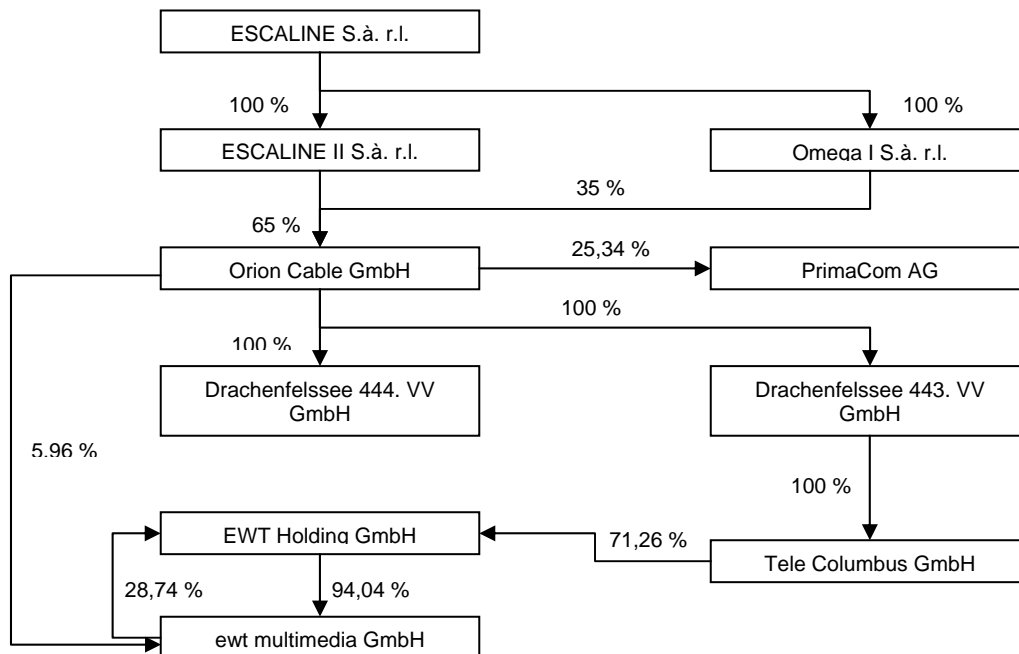 ESCALINE S.à. r.l.
100 %
100 %
ESCALINE II S.à. r.l.
Omega I S.à. r.l.
35 %
65 %
25,34 %
Orion Cable GmbH
PrimaCom AG
100 %
100 %
Drachenfelssee 444. VV
GmbH
Drachenfelssee 443. VV
GmbH
5,96 %
100 %
EWT Holding GmbH
71,26 %
Tele Columbus GmbH
28,74 %
94,04 %
ewt multimedia GmbH